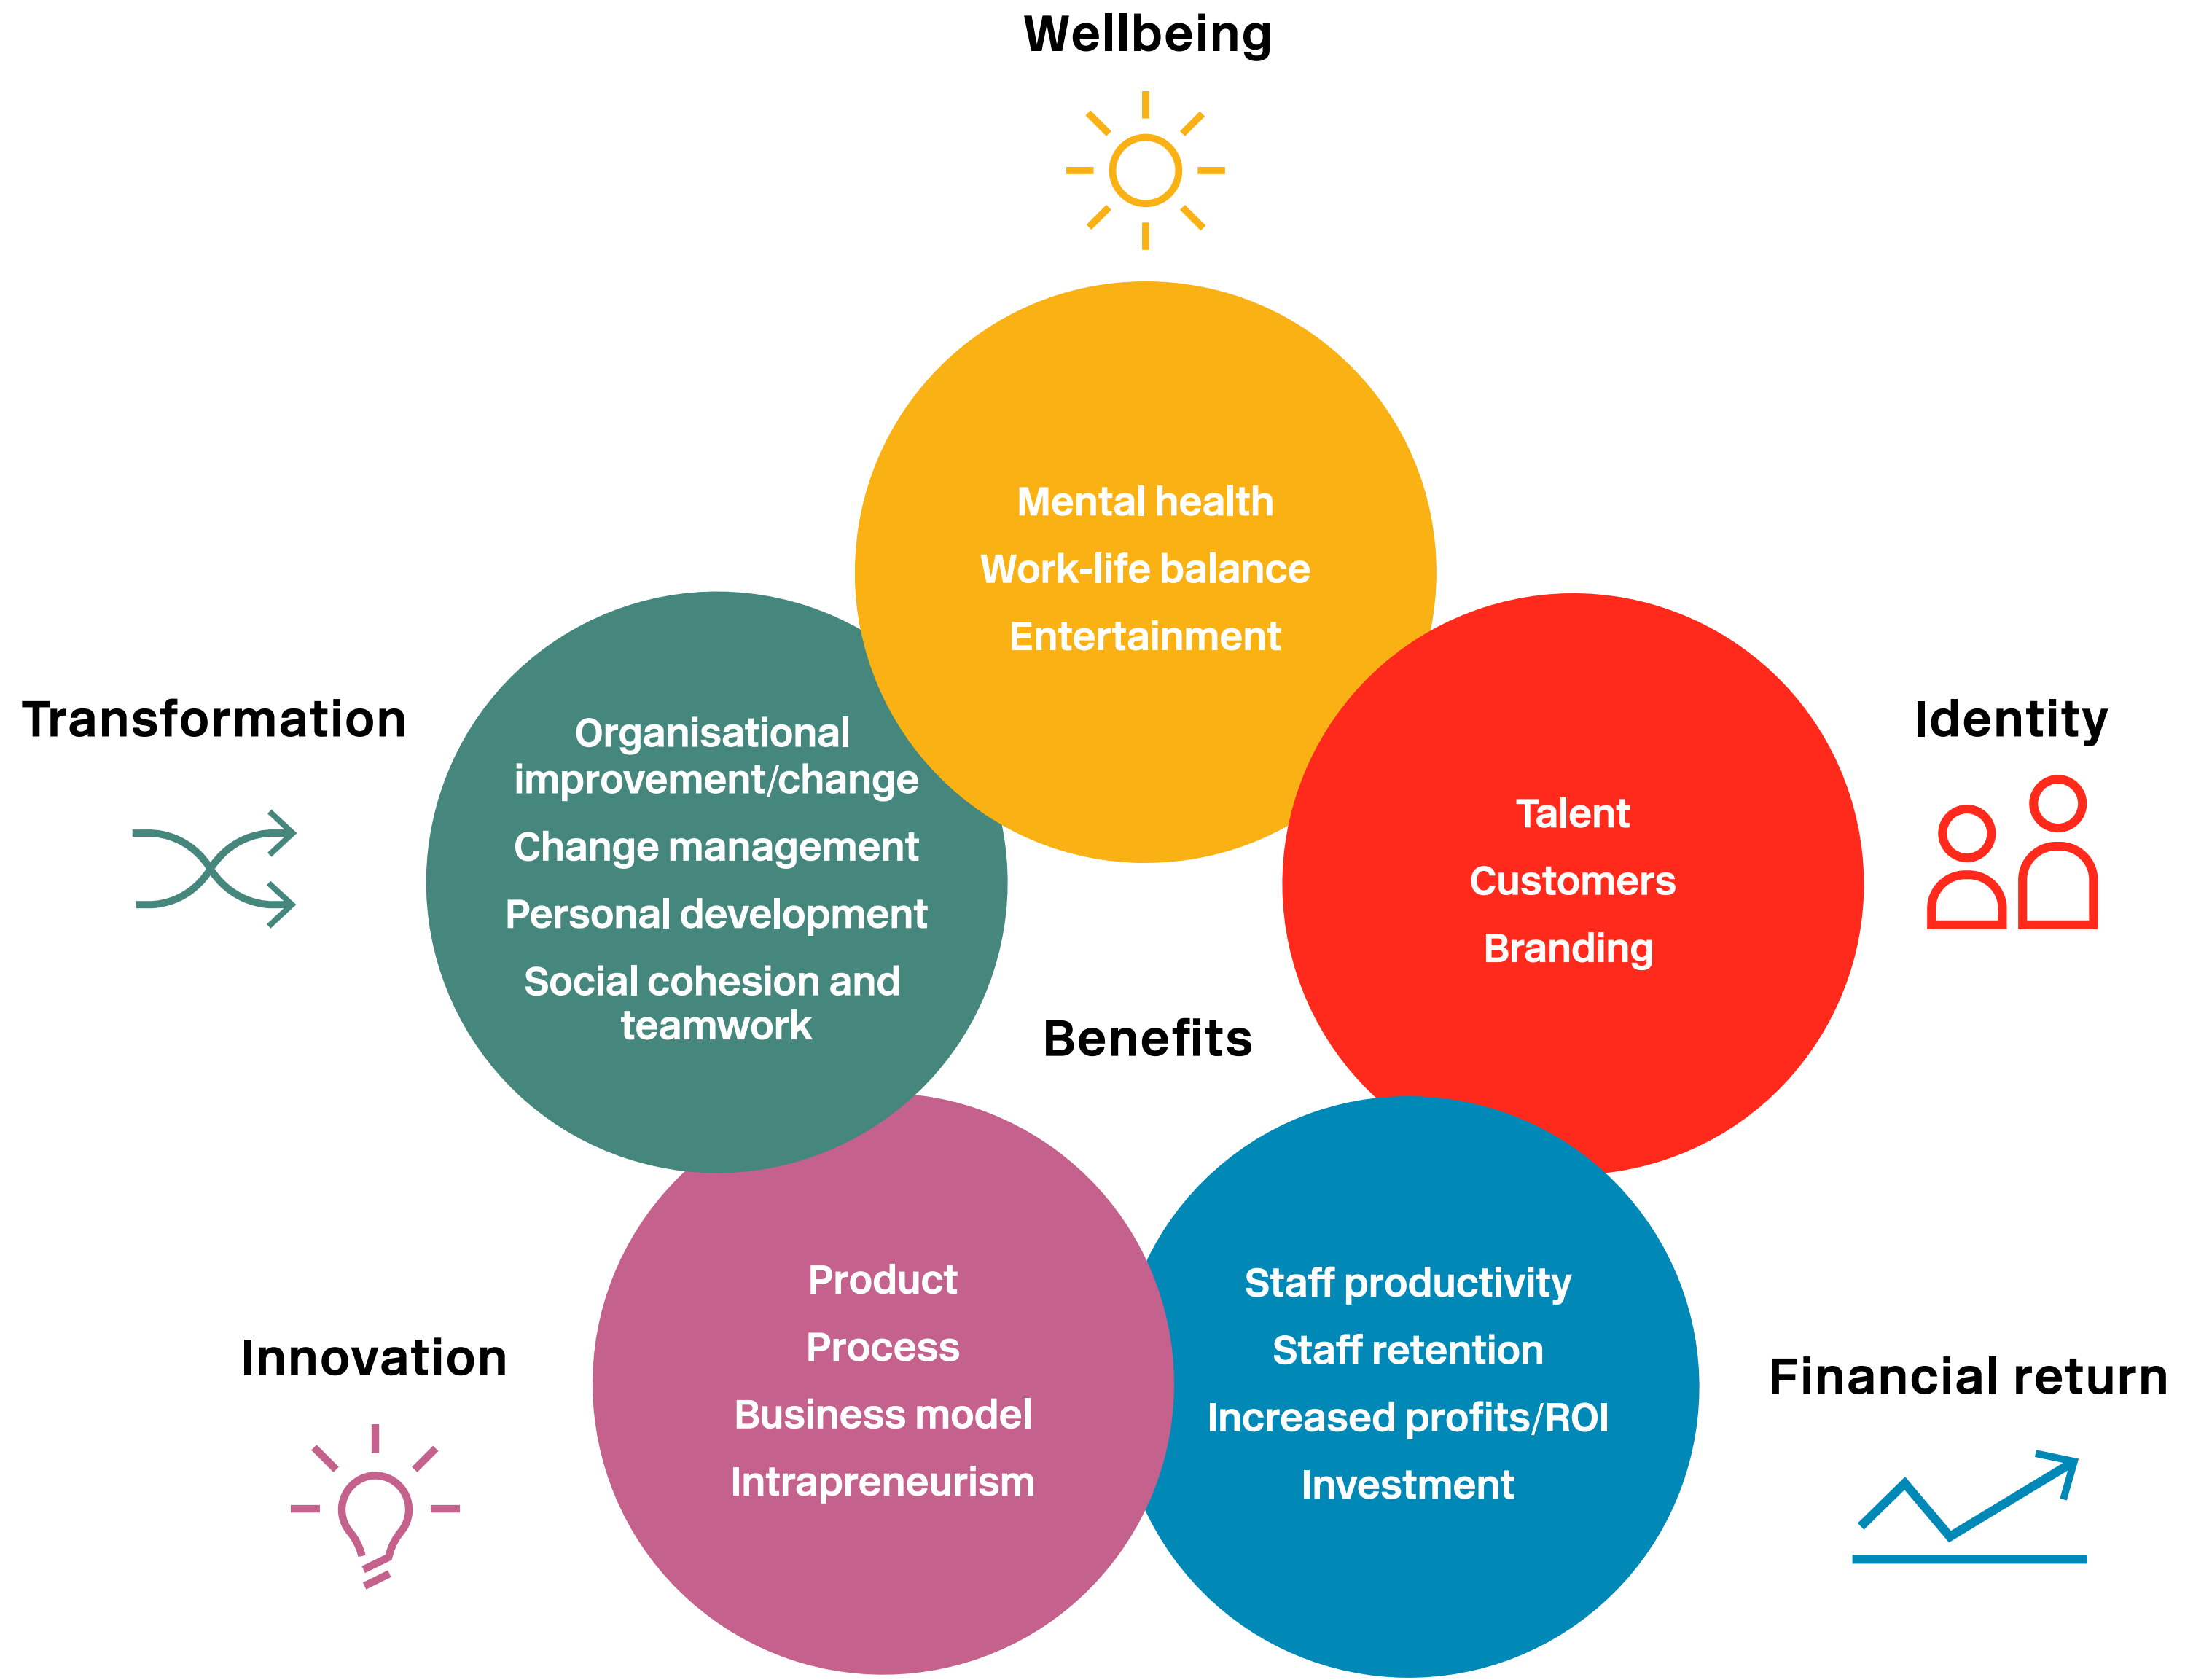 Wellbeing
Mental health
Work-life balance
Entertainment
Transformation
Organisational
improvement/change
Change management
Personal development
Social cohesion and
teamwork
Identity
Talent
Customers
Branding
Benefits
Innovation
Product
Process
Business model
Intrapreneurism
Financial return
Staff productivity
Staff retention
Increased profits/ROI
Investment